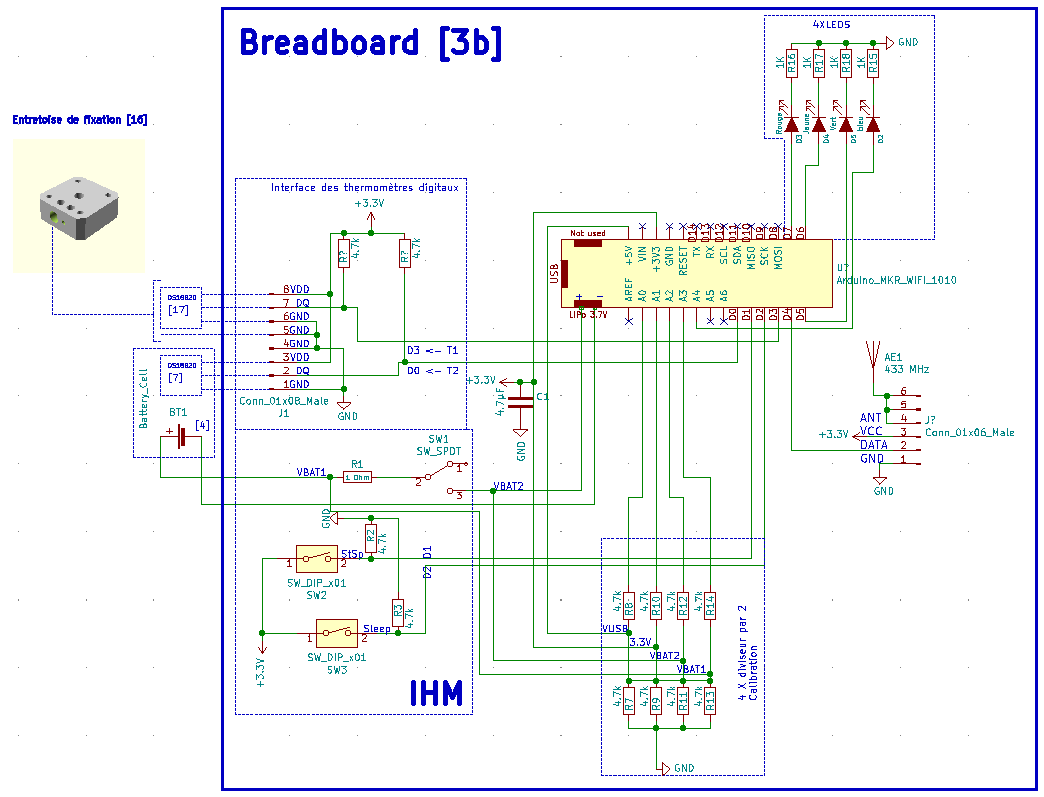 Breadboard [3b]
Entretoise de fixation [16]
4XLEDS
GND
1K
R16
1K
R17
1K
R18
1K
R15
Rouge
D3
Jaune
D4
Vert
D5
bleu
D2
Interface des thermomètres digitaux
+3.3V
R?
4.7k
R?
4.7k
DS18B20
[17]
8VDD
7 DQ
6GND
5GND
4GND
3VDD
2 DQ
1GND
DS18B20
[7]
D3 <- T1
D0 <- T2
Conn_01x08_Male
J1
GND
Battery_Cell
BT1
+
[4]
Not used
USB
+ −
LiPo 3.7V
+5V
VIN
+3V3
GND
RESET
TX
RX
SCL
SDA
MISO
SCK
MOSI
D14
D13
D12
D11
D10
D9
D8
D7
D6
AREF
A0
A1
A2
A3
A4
A5
A6
D0
D1
D2
D3
D4
D5
U?
Arduino_MKR_WIFI_1010
+3.3V
4.7µF
C1
GND
AE1
433 MHz
6
5
4
3
2
1
ANT
VCC
DATA
GND
+3.3V
J?
Conn_01x06_Male
GND
VBAT1
R1
1 Ohm
SW1
SW_SPDT
2
1
3
VBAT2
GND
R2
4.7k
StSp
1
2
SW_DIP_x01
SW2
D1
D2
R3
4.7k
Sleep
1
2
SW_DIP_x01
SW3
+3.3V
IHM
4.7k
R8
4.7k
R10
4.7k
R12
4.7k
R14
VUSB
3.3V
VBAT2
VBAT1
4.7k
R7
4.7k
R9
4.7k
R11
4.7k
R13
4 X diviseur par 2
Calibration
GND